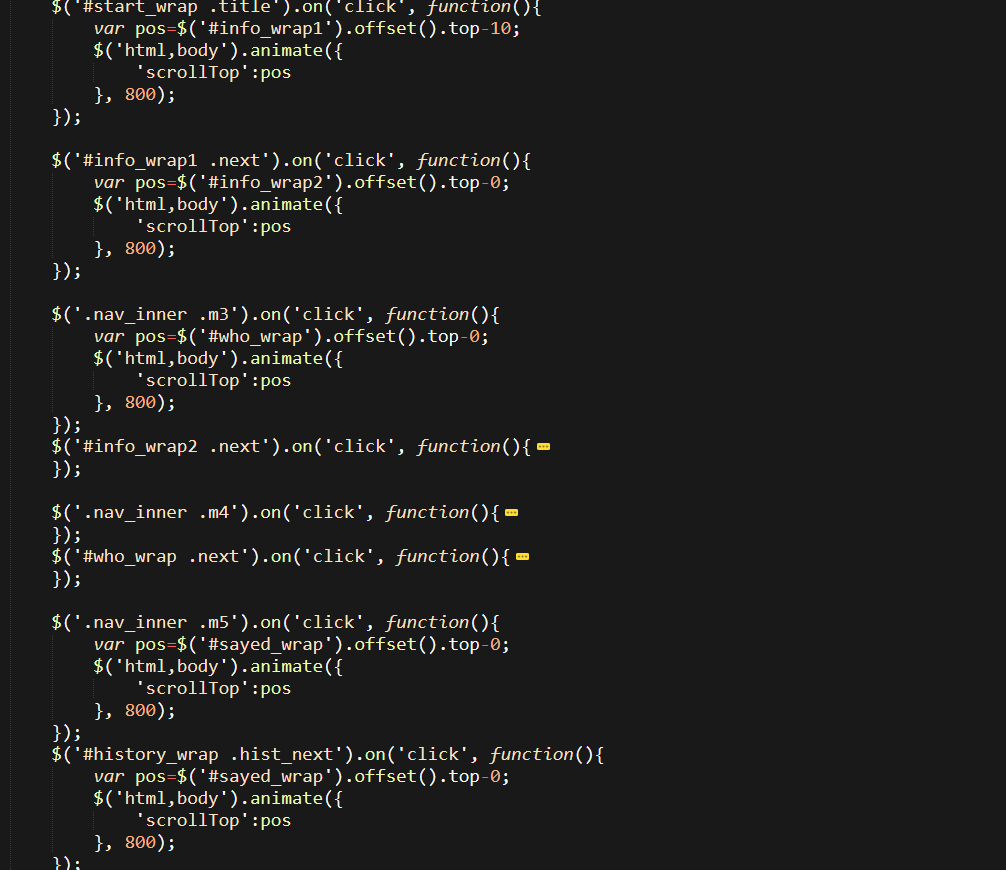 $('#start_wrap .title').on('click', function(){
var pos=$('#info_wrap1').offset().top-10;
$('html,body').animate({
'scrollTop':pos
}, 800);
});
$('#info_wrap1 .next').on('click', function(){
var pos=$('#info_wrap2').offset().top-0;
$('html,body').animate({
'scrollTop':pos
}, 800);
});
$('.nav_inner .m3').on('click', function(){
var pos=$('#who_wrap').offset().top-0;
$('html,body').animate({
'scrollTop':pos
}, 800);
});
$('#info_wrap2 .next').on('click', function(){
});
$('.nav_inner .m4').on('click', function(){
});
$('#who_wrap .next').on('click', function(){
});
$('.nav_inner .m5').on('click', function(){
var pos=$('#sayed_wrap').offset().top-0;
$('html,body').animate({
'scrollTop':pos
}, 800);
});
$('#history_wrap .hist_next').on('click', function(){
var pos=$('#sayed_wrap').offset().top-0;
$('html,body').animate({
'scrollTop':pos
}, 800);
});